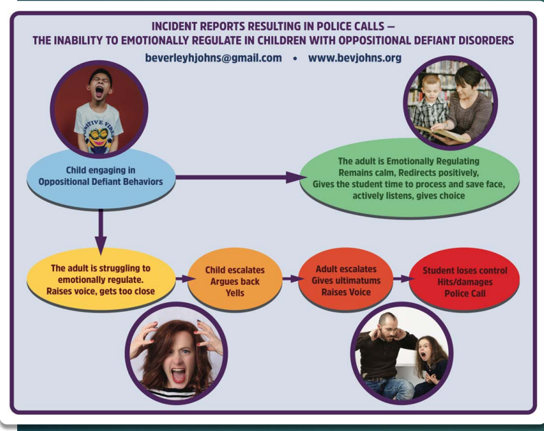 INCIDENT REPORTS RESULTING IN POLICE CALLS —
THE INABILITY TO EMOTIONALLY REGULATE IN CHILDREN WITH OPPOSITIONAL DEFIANT DISORDERS
beverleyhjohns@gmail.com • www.bevjohns.org
Child engaging in
Oppositional Defiant Behaviors
The adult is Emotionally Regulating
Remains calm, Redirects positively,
Gives the student time to process and save face,
actively listens, gives choice
The adult is struggling to
emotionally regulate.
Raises voice, gets too close
Child escalates
Argues back
Yells
Adult escalates
Gives ultimatums
Raises Voice
Student loses control
Hits/damages
Police Call